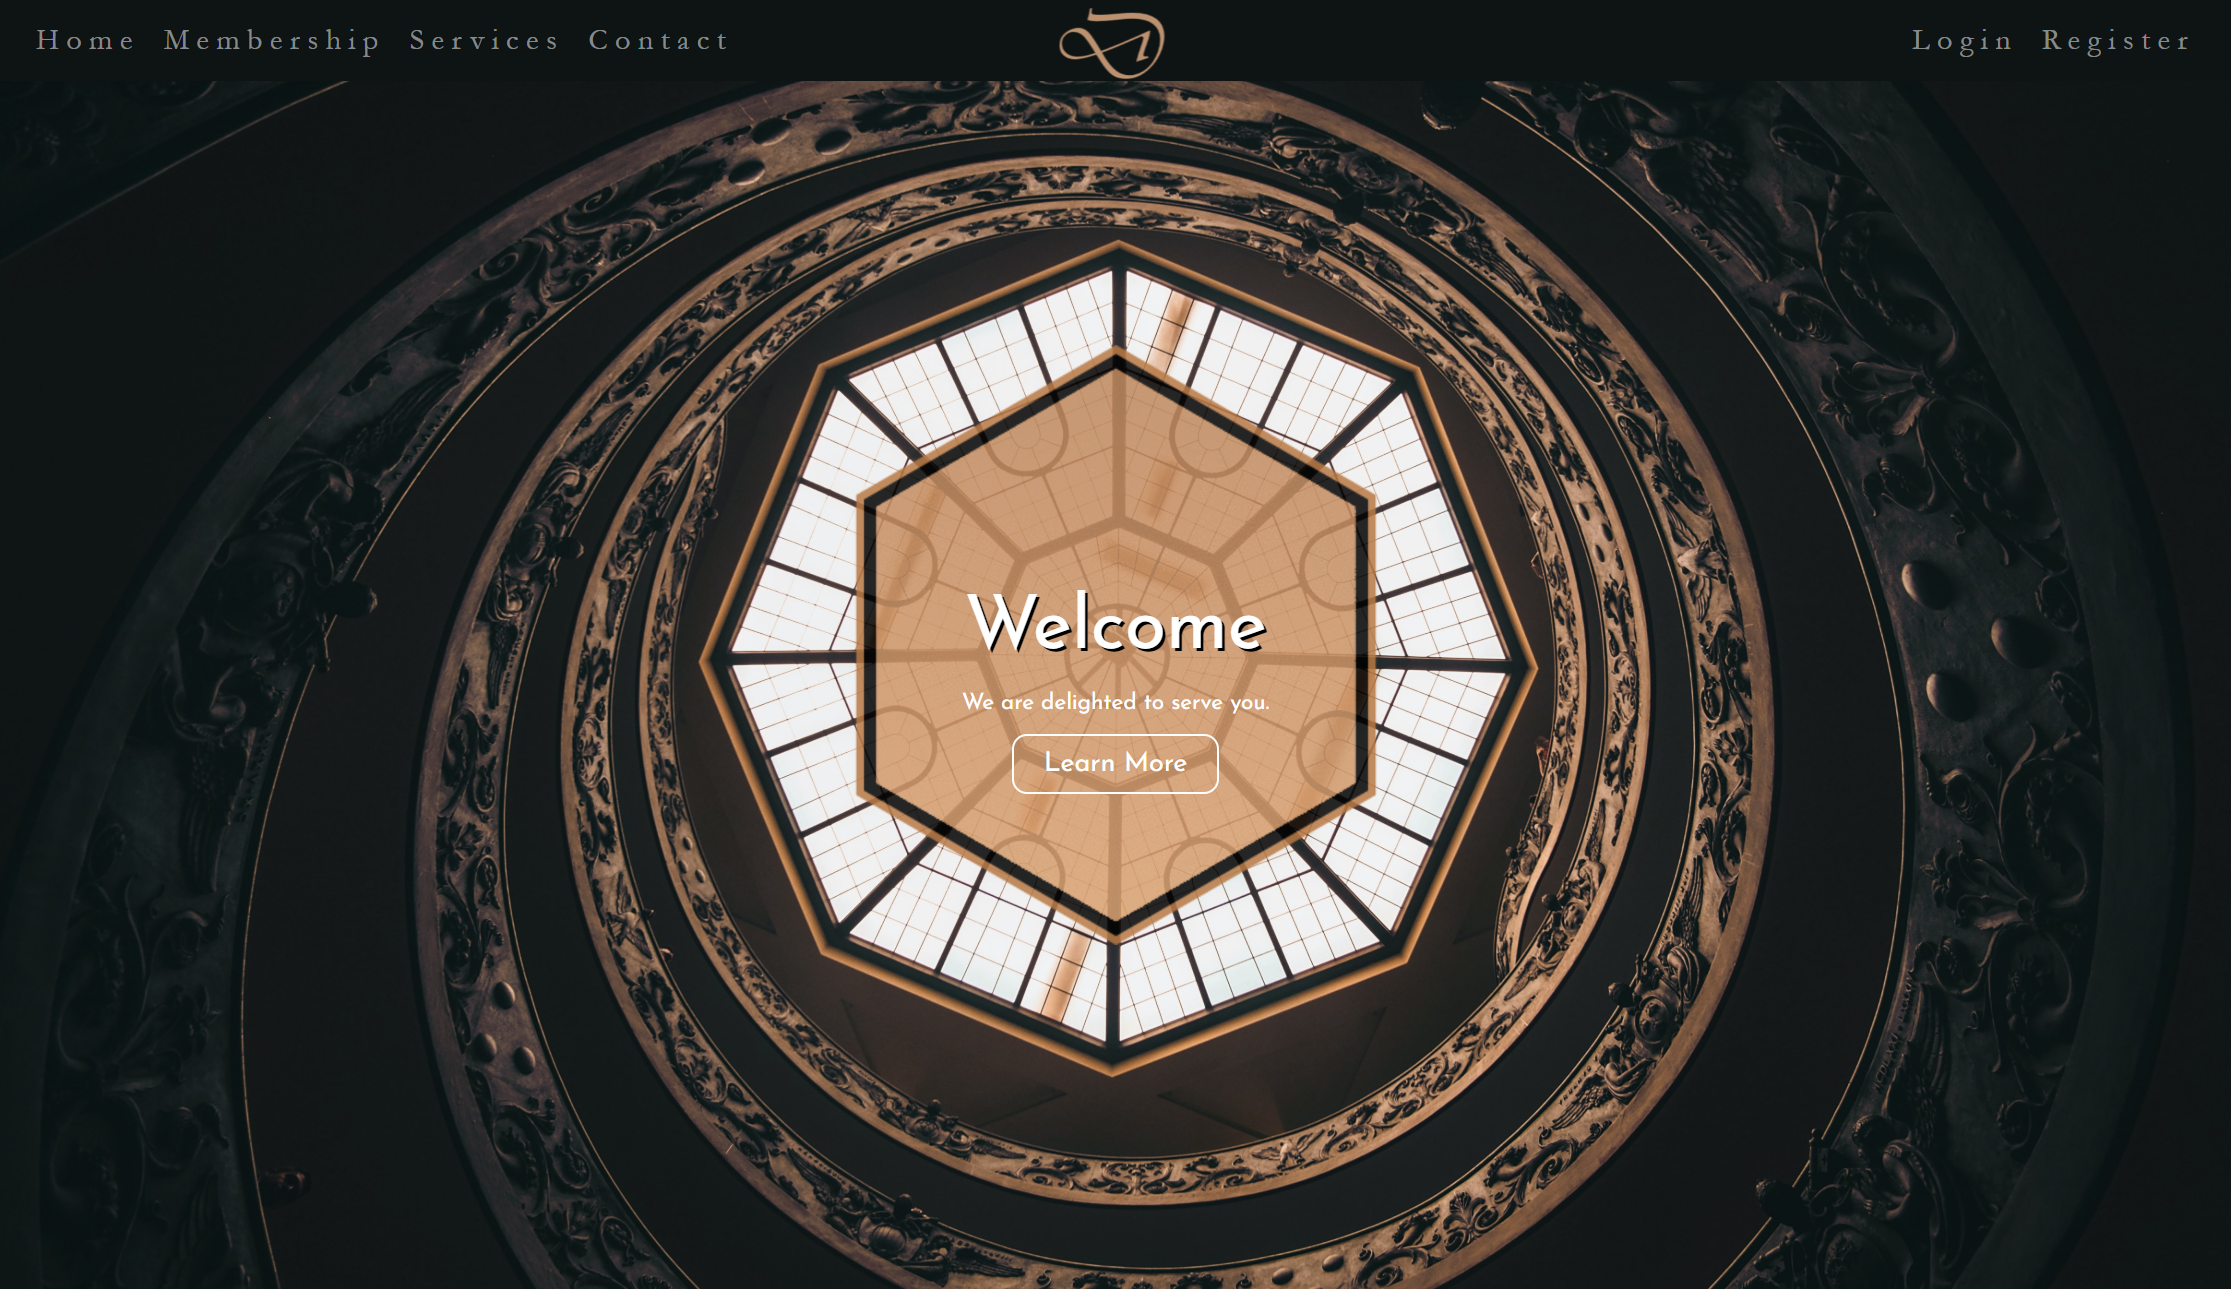 Home Membership Services Contact
Login Register
Welcome
We are delighted to serve you.
Learn More